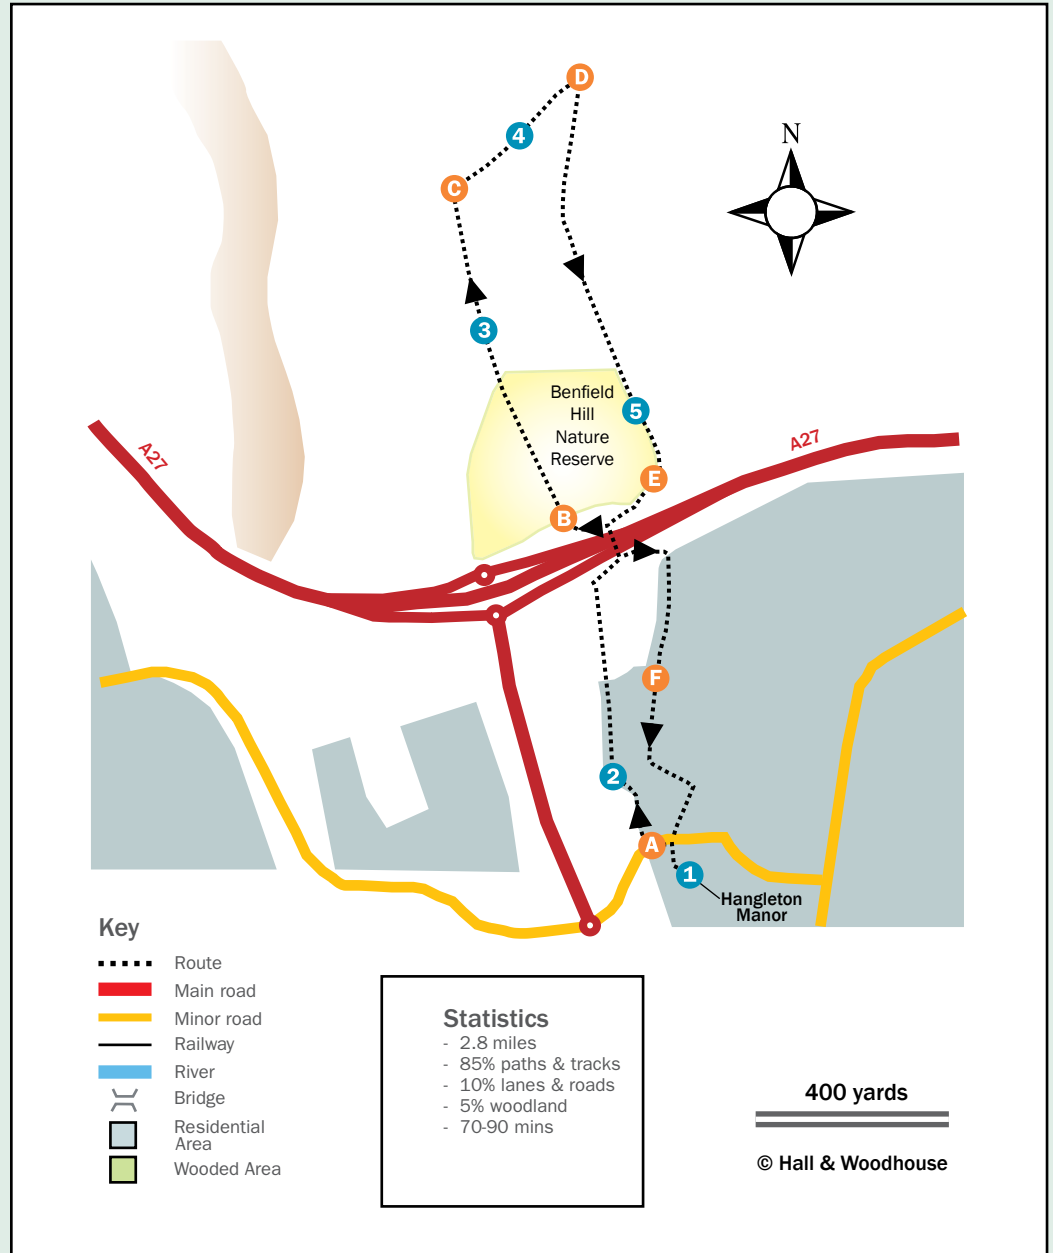 D
N
4
C
3
Benfield
Hill
Nature
Reserve
5
A27
A27
E
B
F
2
A
1
Hangleton
Manor
Key
Route
Main road
Minor road
Railway
River
Bridge
Residential
Area
Wooded Area
Statistics
- 2.8 miles
- 85% paths & tracks
- 10% lanes & roads
- 5% woodland
- 70-90 mins
400 yards
© Hall & Woodhouse